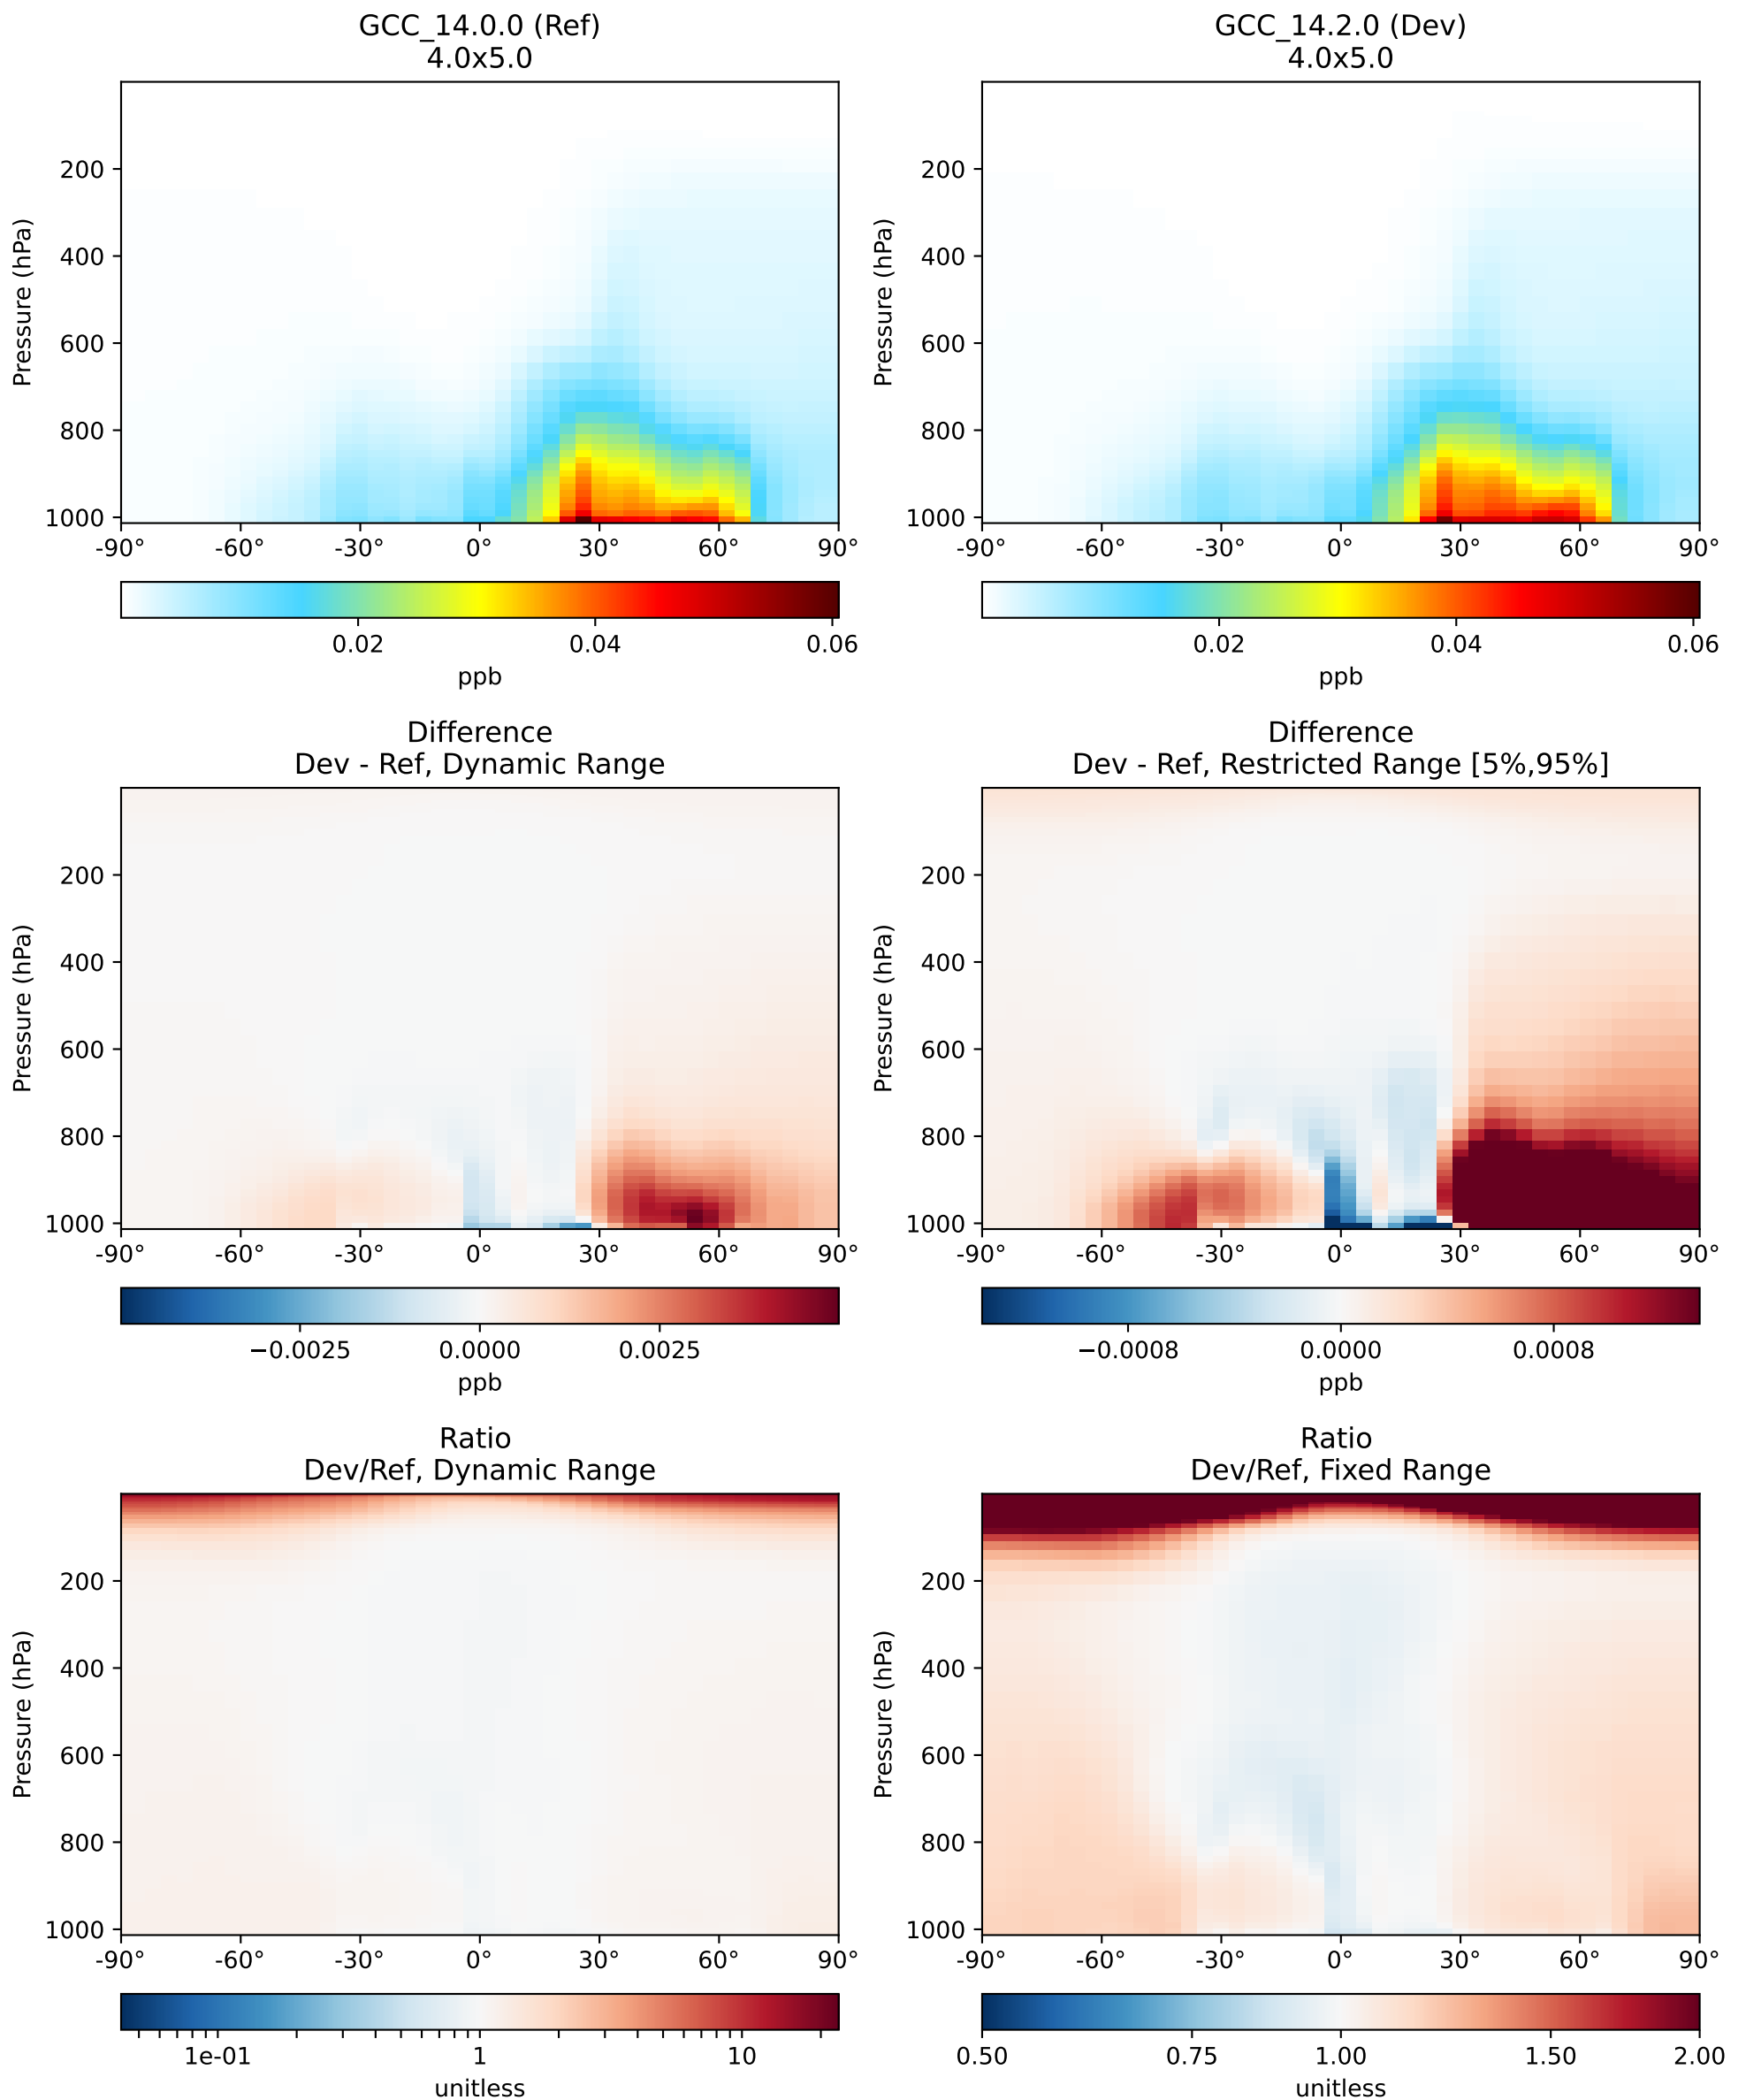 GCC_14.0.0 (Ref)
4.0x5.0
Pressure (hPa)
200
400
600
800
1000
-90° -60° -30° 0° 30° 60° 90°
0.02 0.04 0.06
ppb
GCC_14.2.0 (Dev)
4.0x5.0
Pressure (hPa)
200
400
600
800
1000
-90° -60° -30° 0° 30° 60° 90°
0.02 0.04 0.06
ppb
Difference
Dev - Ref, Dynamic Range
Pressure (hPa)
200
400
600
800
1000
-90° -60° -30° 0° 30° 60° 90°
−0.0025 0.0000 0.0025
ppb
Difference
Dev - Ref, Restricted Range [5%,95%]
Pressure (hPa)
200
400
600
800
1000
-90° -60° -30° 0° 30° 60° 90°
−0.0008 0.0000 0.0008
ppb
Ratio
Dev/Ref, Dynamic Range
Pressure (hPa)
200
400
600
800
1000
-90° -60° -30° 0° 30° 60° 90°
1e-01 1 10
unitless
Ratio
Dev/Ref, Fixed Range
Pressure (hPa)
200
400
600
800
1000
-90° -60° -30° 0° 30° 60° 90°
0.50 0.75 1.00 1.50 2.00
unitless